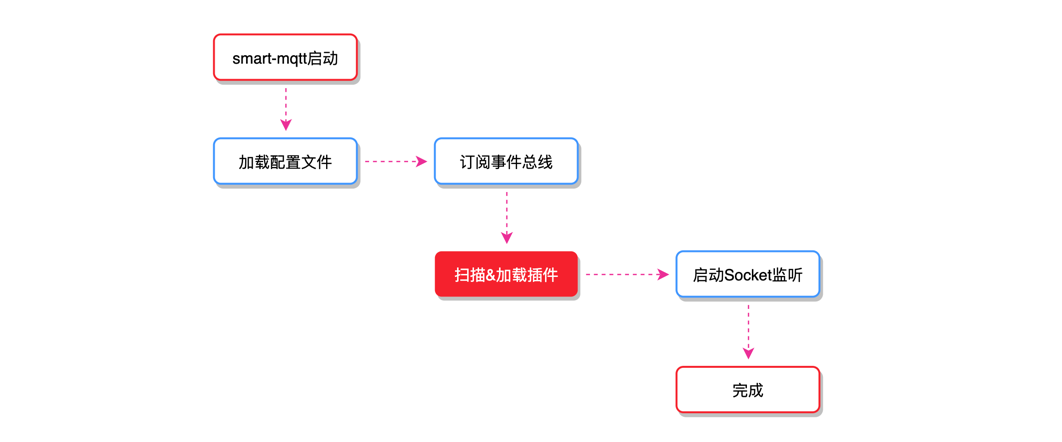 smart-mqtt启动
加载配置文件
订阅事件总线
扫描&加载插件
启动Socket监听
完成